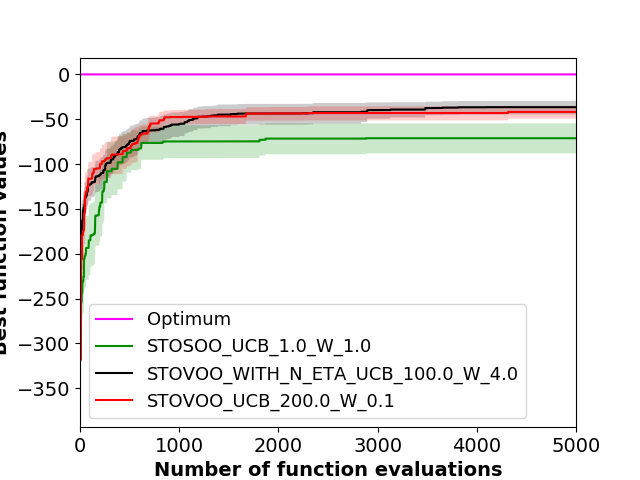 0
−50
−100
−150
−200
−250
−300
−350
Best function values
Optimum
STOSOO_UCB_1.0_W_1.0
STOVOO_WITH_N_ETA_UCB_100.0_W_4.0
STOVOO_UCB_200.0_W_0.1
0 1000 2000 3000 4000 5000
Number of function evaluations